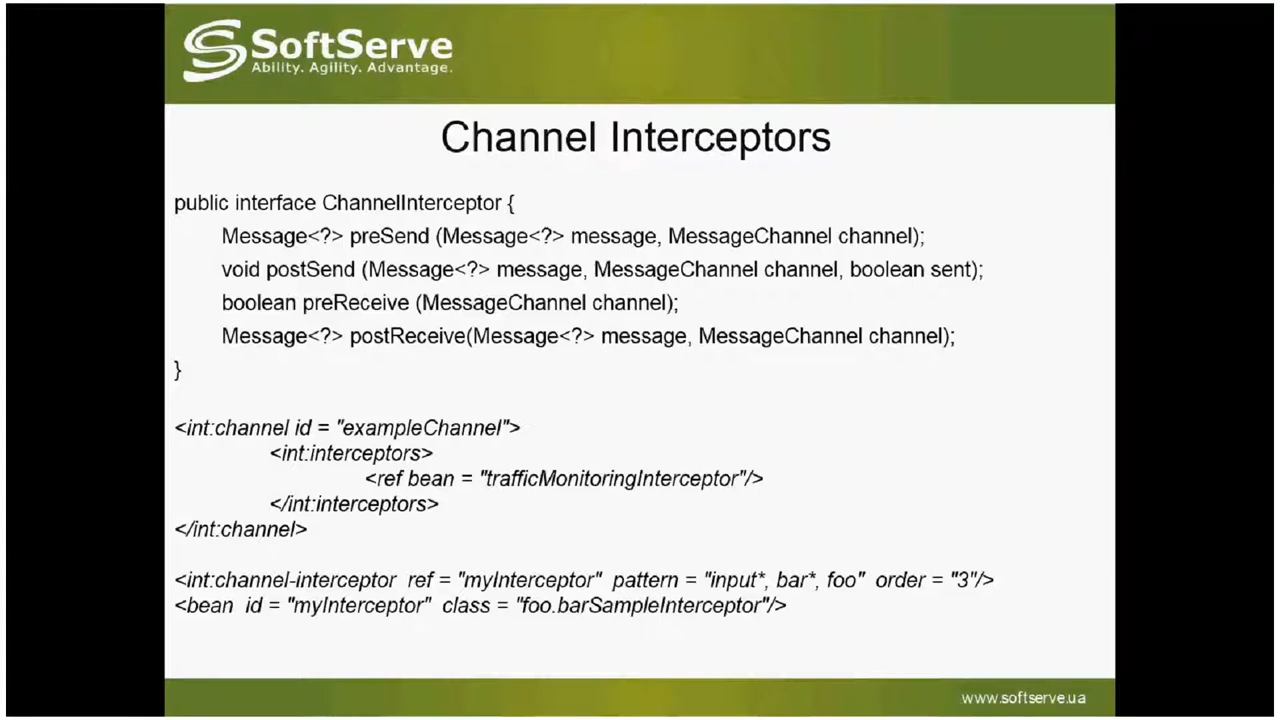 SoftServe
Ability. Agility. Advantage.
Channel Interceptors
public interface ChannelInterceptor {
Message<?> preSend (Message<?> message, MessageChannel channel);
void postSend (Message<?> message, MessageChannel channel, boolean sent);
boolean preReceive (MessageChannel channel);
Message<?> postReceive(Message<?> message, MessageChannel channel);
}
<int:channel id = "exampleChannel">
<int:interceptors>
<ref bean = "trafficMonitoringInterceptor"/>
</int:interceptors>
</int:channel>
<int:channel-interceptor ref = "myInterceptor" pattern = "input*, bar*, foo" order = "3"/>
<bean id = "myInterceptor" class = "foo.barSampleInterceptor"/>
www.softserve.ua